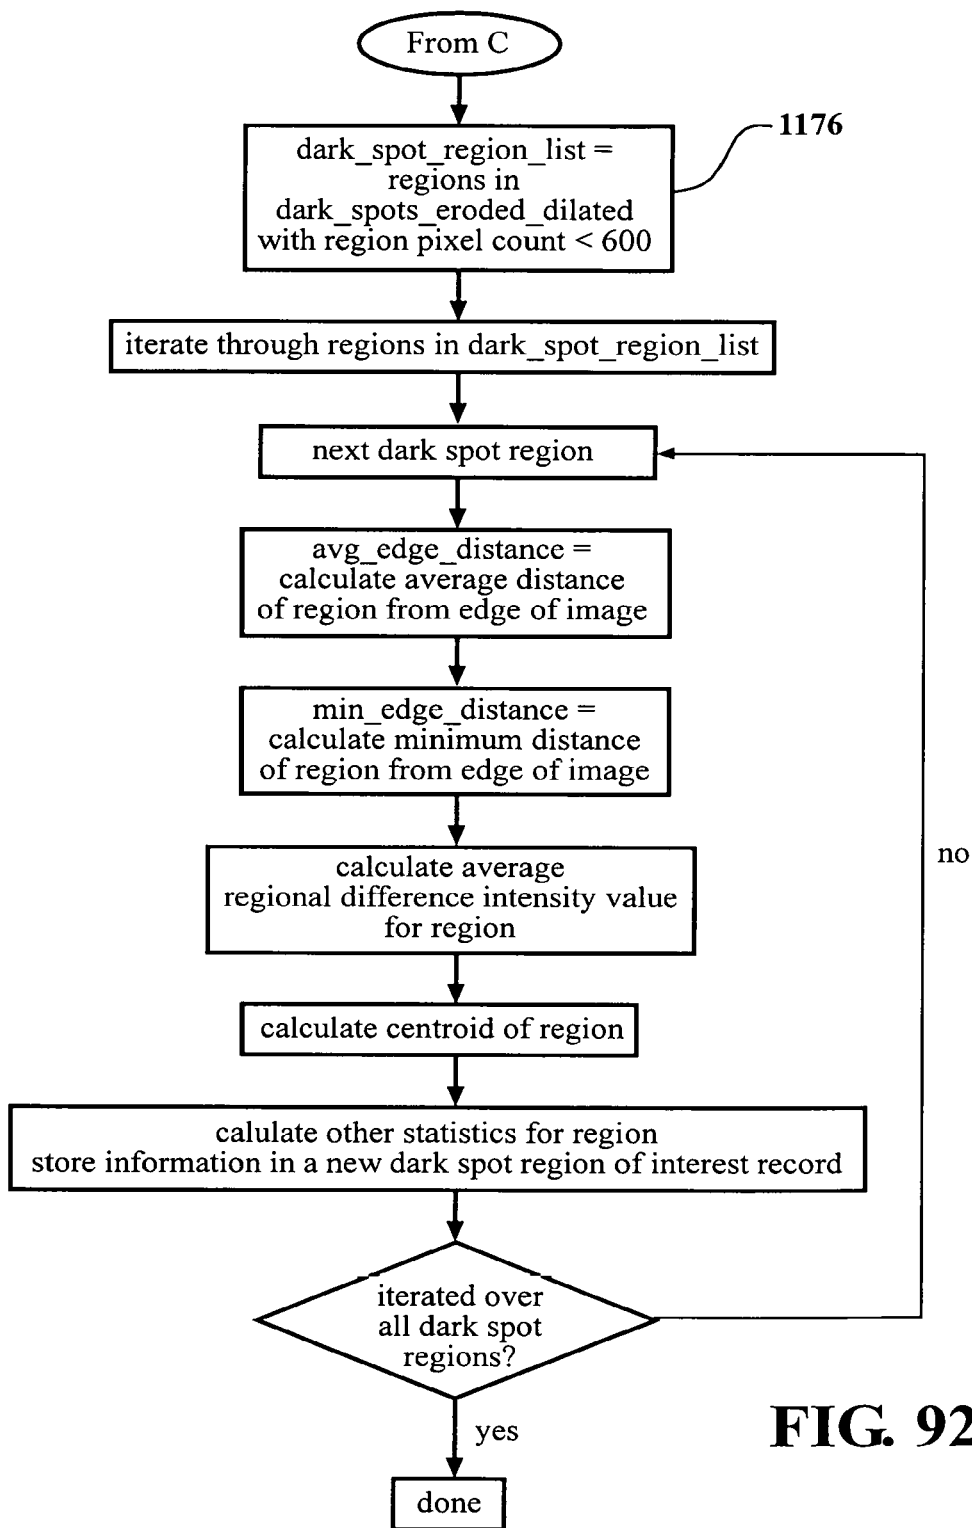 From C
1176
dark_spot_region_list =
regions in
dark_spots_eroded_dilated
with region pixel count < 600
iterate through regions in dark_spot_region_list
next dark spot region
avg_edge_distance =
calculate average distance
of region from edge of image
min_edge_distance =
calculate minimum distance
of region from edge of image
calculate average
regional difference intensity value
for region
no
calculate centroid of region
calulate other statistics for region
store information in a new dark spot region of interest record
iterated over
all dark spot
regions?
yes
FIG. 92
done